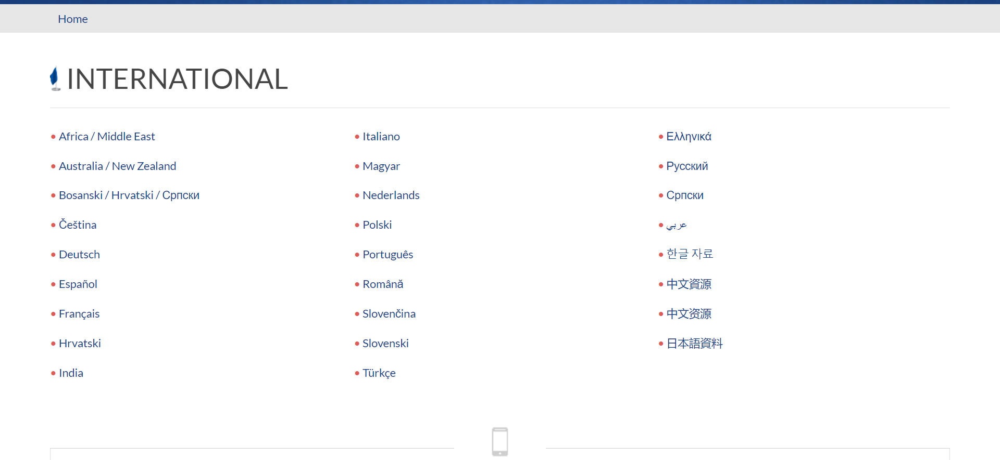 Home
INTERNATIONAL
• Africa / Middle East
• Australia / New Zealand
• Bosanski / Hrvatski / Српски
• Čeština
• Deutsch
• Español
• Français
• Hrvatski
• India
• Italiano
• Magyar
• Nederlands
• Polski
• Português
• Română
• Slovenčina
• Slovenski
• Türkçe
• Ελληνικά
• Русский
• Српски
• عربي
• 한글 자료
• 中文資源
• 中文资源
• 日本語資料